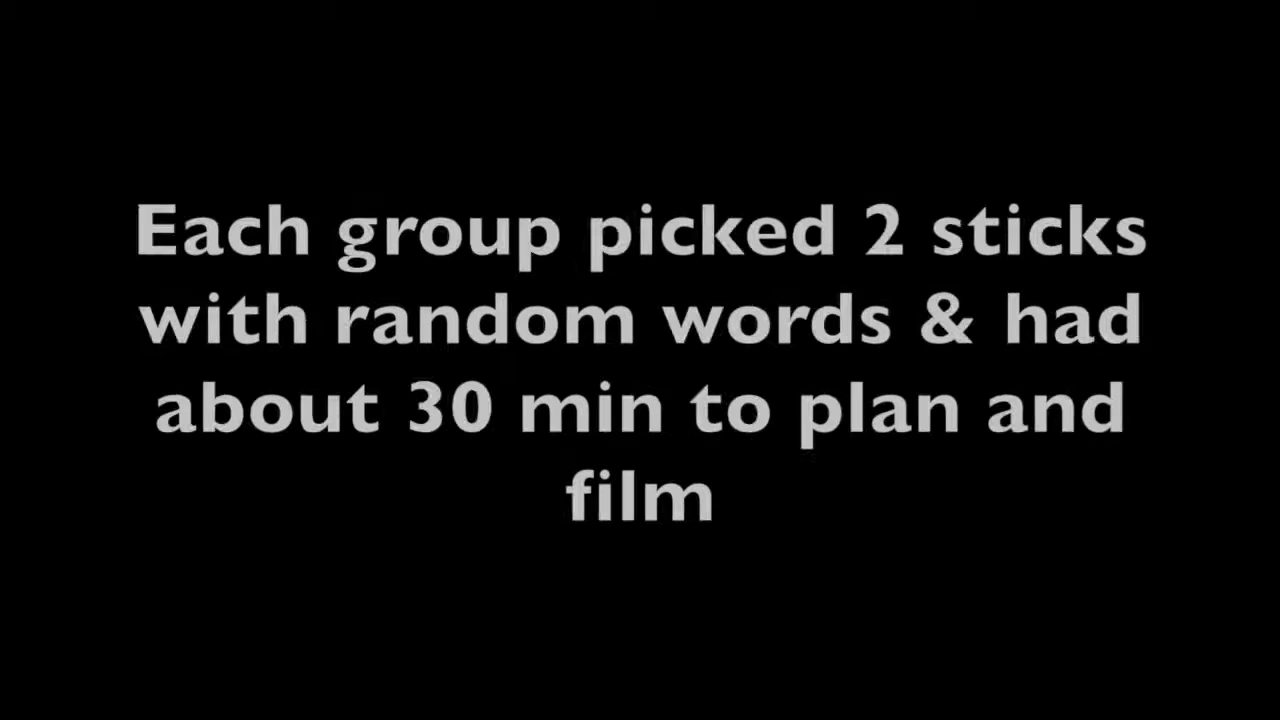 Each group picked 2 sticks
with random words & had
about 30 min to plan and
film